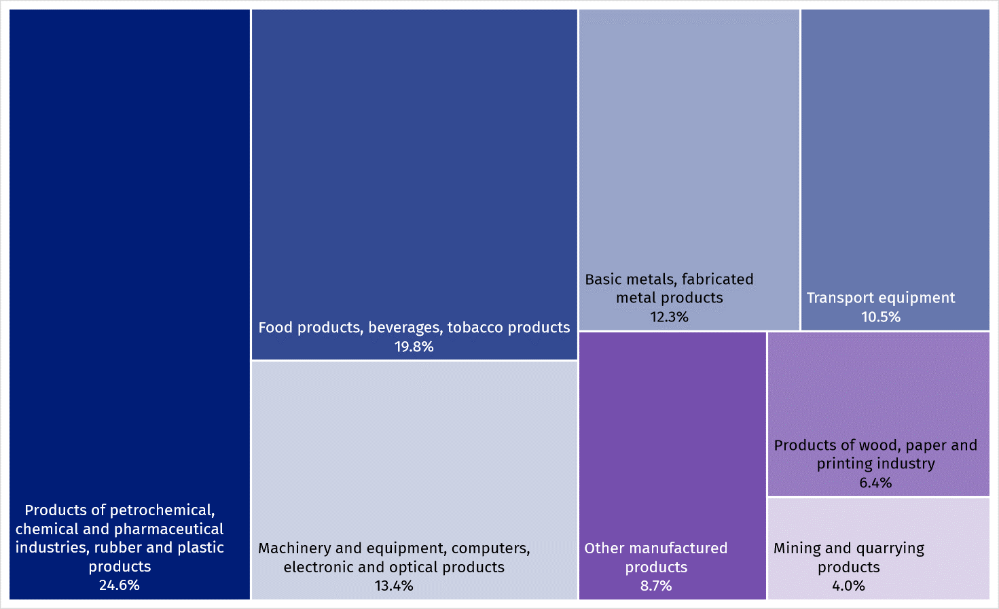 Products of petrochemical,
chemical and pharmaceutical
industries, rubber and plastic
products
24.6%
Food products, beverages, tobacco products
19.8%
Machinery and equipment, computers,
electronic and optical products
13.4%
Basic metals, fabricated
metal products
12.3%
Transport equipment
10.5%
Other manufactured
products
8.7%
Products of wood, paper and
printing industry
6.4%
Mining and quarrying
products
4.0%